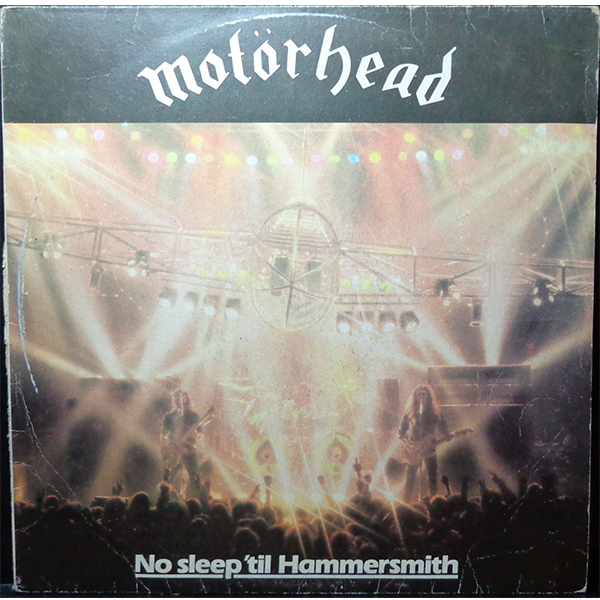 motörhead
No sleep 'til Hammersmith